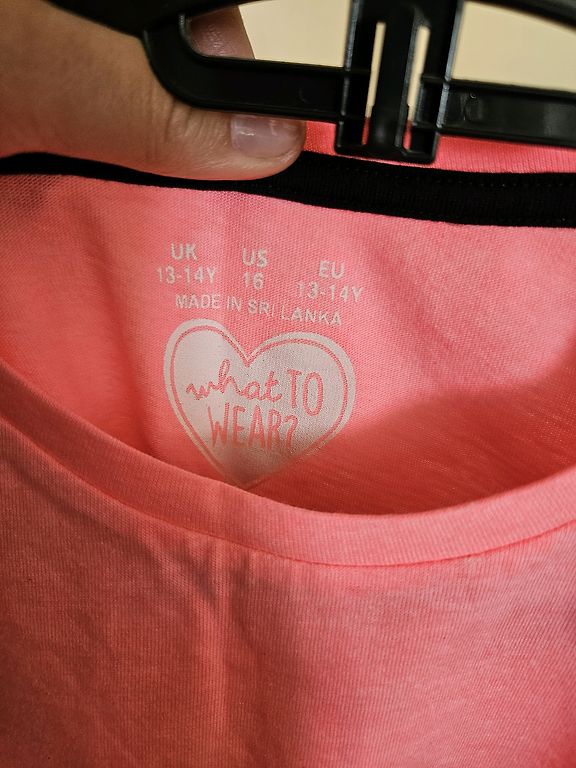 UK US EU
13-14Y 16 13-14Y
MADE IN SRI LANKA
what TO
WEAR?